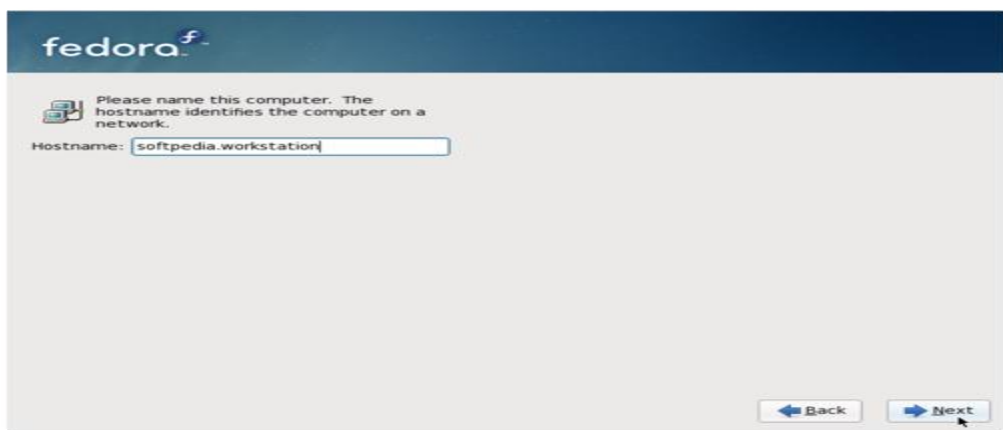 fedora
Please name this computer. The
hostname identifies the computer on a
network.
Hostname: softpedia.workstation
Back
Next